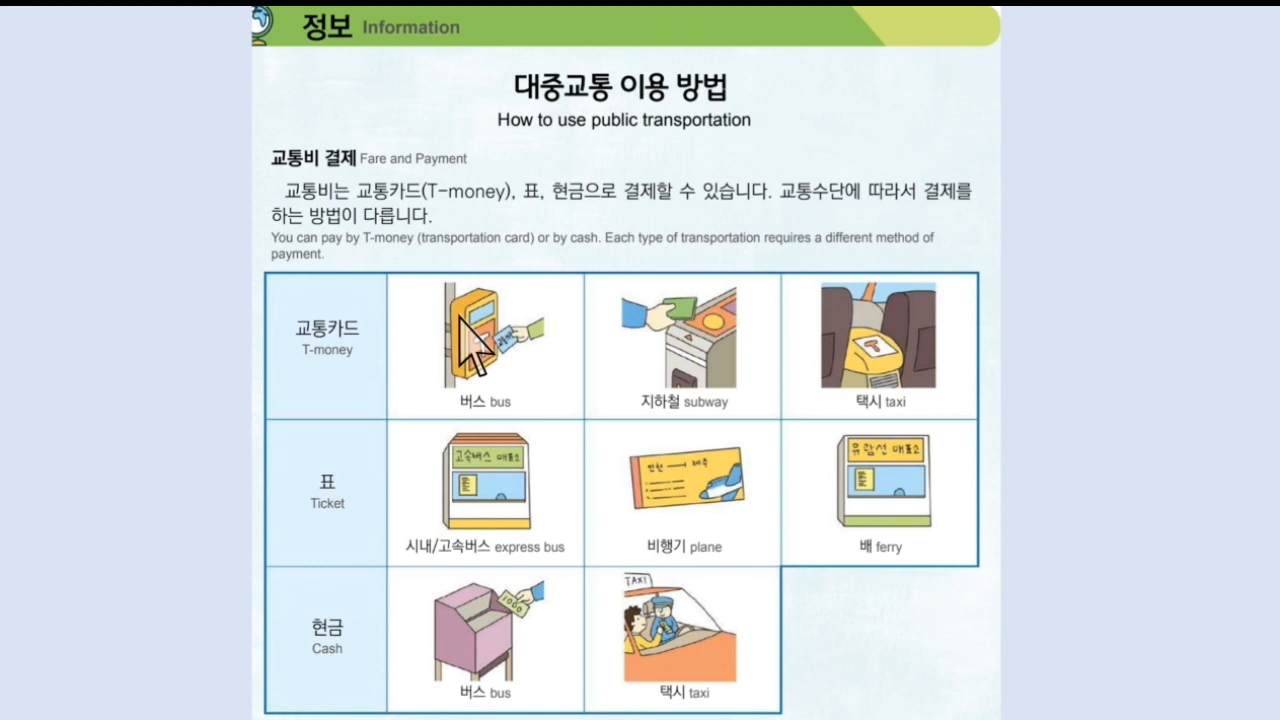 정보 Information
대중교통 이용 방법
How to use public transportation
교통비 결제 Fare and Payment
교통비는 교통카드(T-money), 표, 현금으로 결제할 수 있습니다. 교통수단에 따라서 결제를
하는 방법이 다릅니다.
You can pay by T-money (transportation card) or by cash. Each type of transportation requires a different method of
payment.
교통카드
T-money
버스 bus
지하철 subway
택시 taxi
고속버스 매표소
인천 제주
유람선 매표소
표
Ticket
시내/고속버스 express bus
비행기 plane
배 ferry
1000
TAXI
현금
Cash
버스 bus
택시 taxi